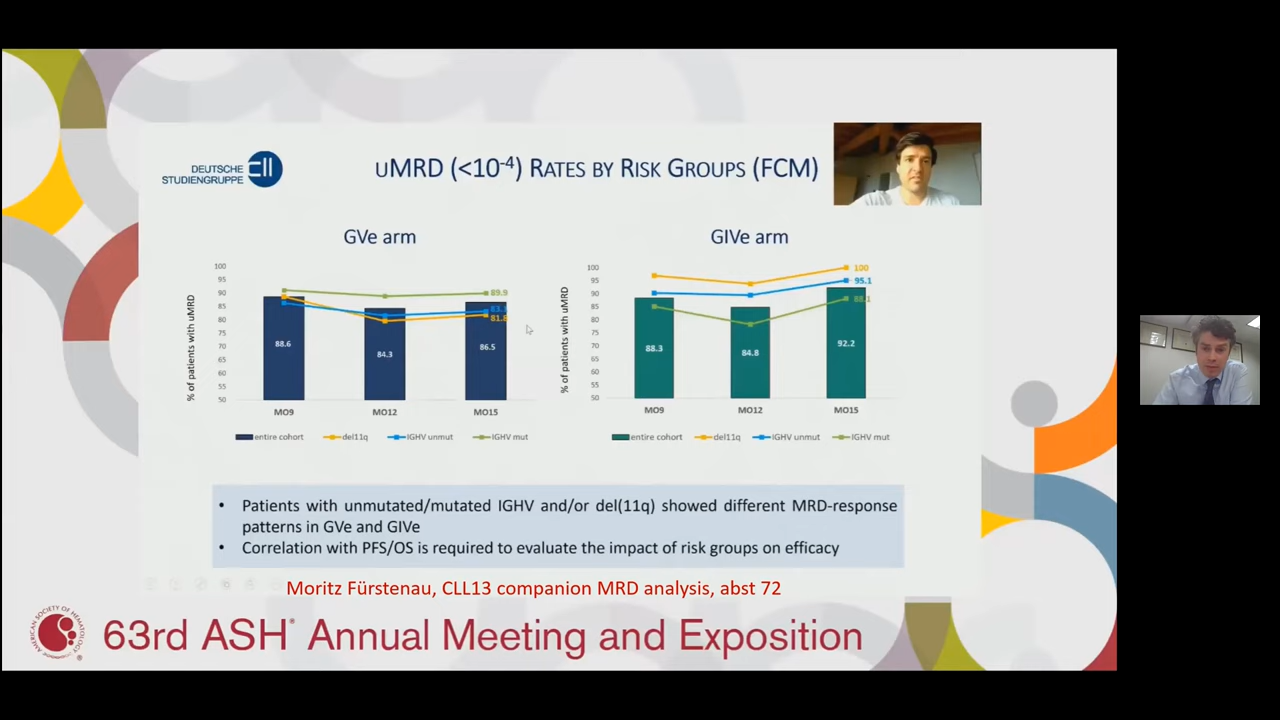 DEUTSCHE
STUDIENGRUPPE
CLL
uMRD (<10⁻⁴) Rates by Risk Groups (FCM)
GVe arm
% of patients with uMRD
100
95
90
85
80
75
70
65
60
55
50
88.6
84.3
86.5
89.9
MO9
MO12
MO15
entire cohort
del11q
IGHV unmut
IGHV mut
GIVe arm
% of patients with uMRD
100
95
90
85
80
75
70
65
60
55
50
88.3
84.8
92.2
100
95.1
88.1
MO9
MO12
MO15
entire cohort
del11q
IGHV unmut
IGHV mut
• Patients with unmutated/mutated IGHV and/or del(11q) showed different MRD-response
patterns in GVe and GIVe
• Correlation with PFS/OS is required to evaluate the impact of risk groups on efficacy
Moritz Fürstenau, CLL13 companion MRD analysis, abst 72
AMERICAN SOCIETY OF HEMATOLOGY
63rd ASH® Annual Meeting and Exposition